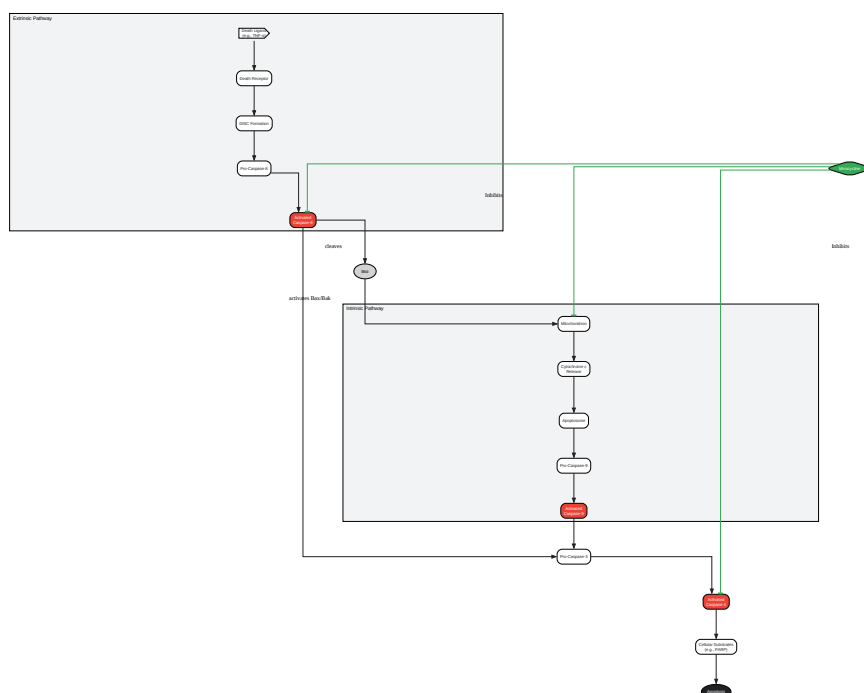 Extrinsic Pathway
Death Ligand
(e.g., TNF-α)
Death Receptor
DISC Formation
Pro-Caspase-8
Inhibits
Activated
Caspase-8
cleaves
Inhibits
Bid
activates Bax/Bak
Intrinsic Pathway
Mitochondrion
Cytochrome c
Release
Apoptosome
Pro-Caspase-9
Activated
Caspase-9
Pro-Caspase-3
Activated
Caspase-3
Cellular Substrates
(e.g., PARP)
Apoptosis